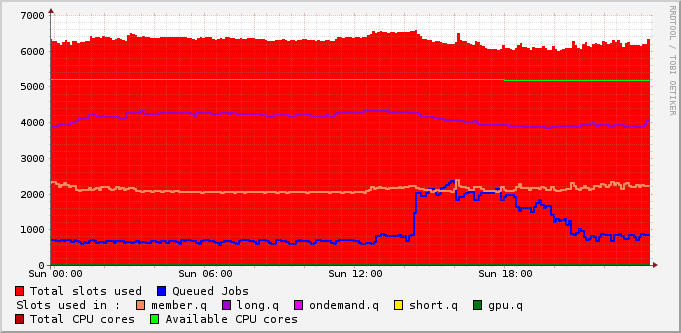 7000
6000
5000
4000
3000
2000
1000
0
Sun 00:00 Sun 06:00 Sun 12:00 Sun 18:00
Total slots used Queued Jobs
Slots used in : member.q long.q ondemand.q short.q gpu.q
Total CPU cores Available CPU cores
RRDTOOL / TOBI OETIKER